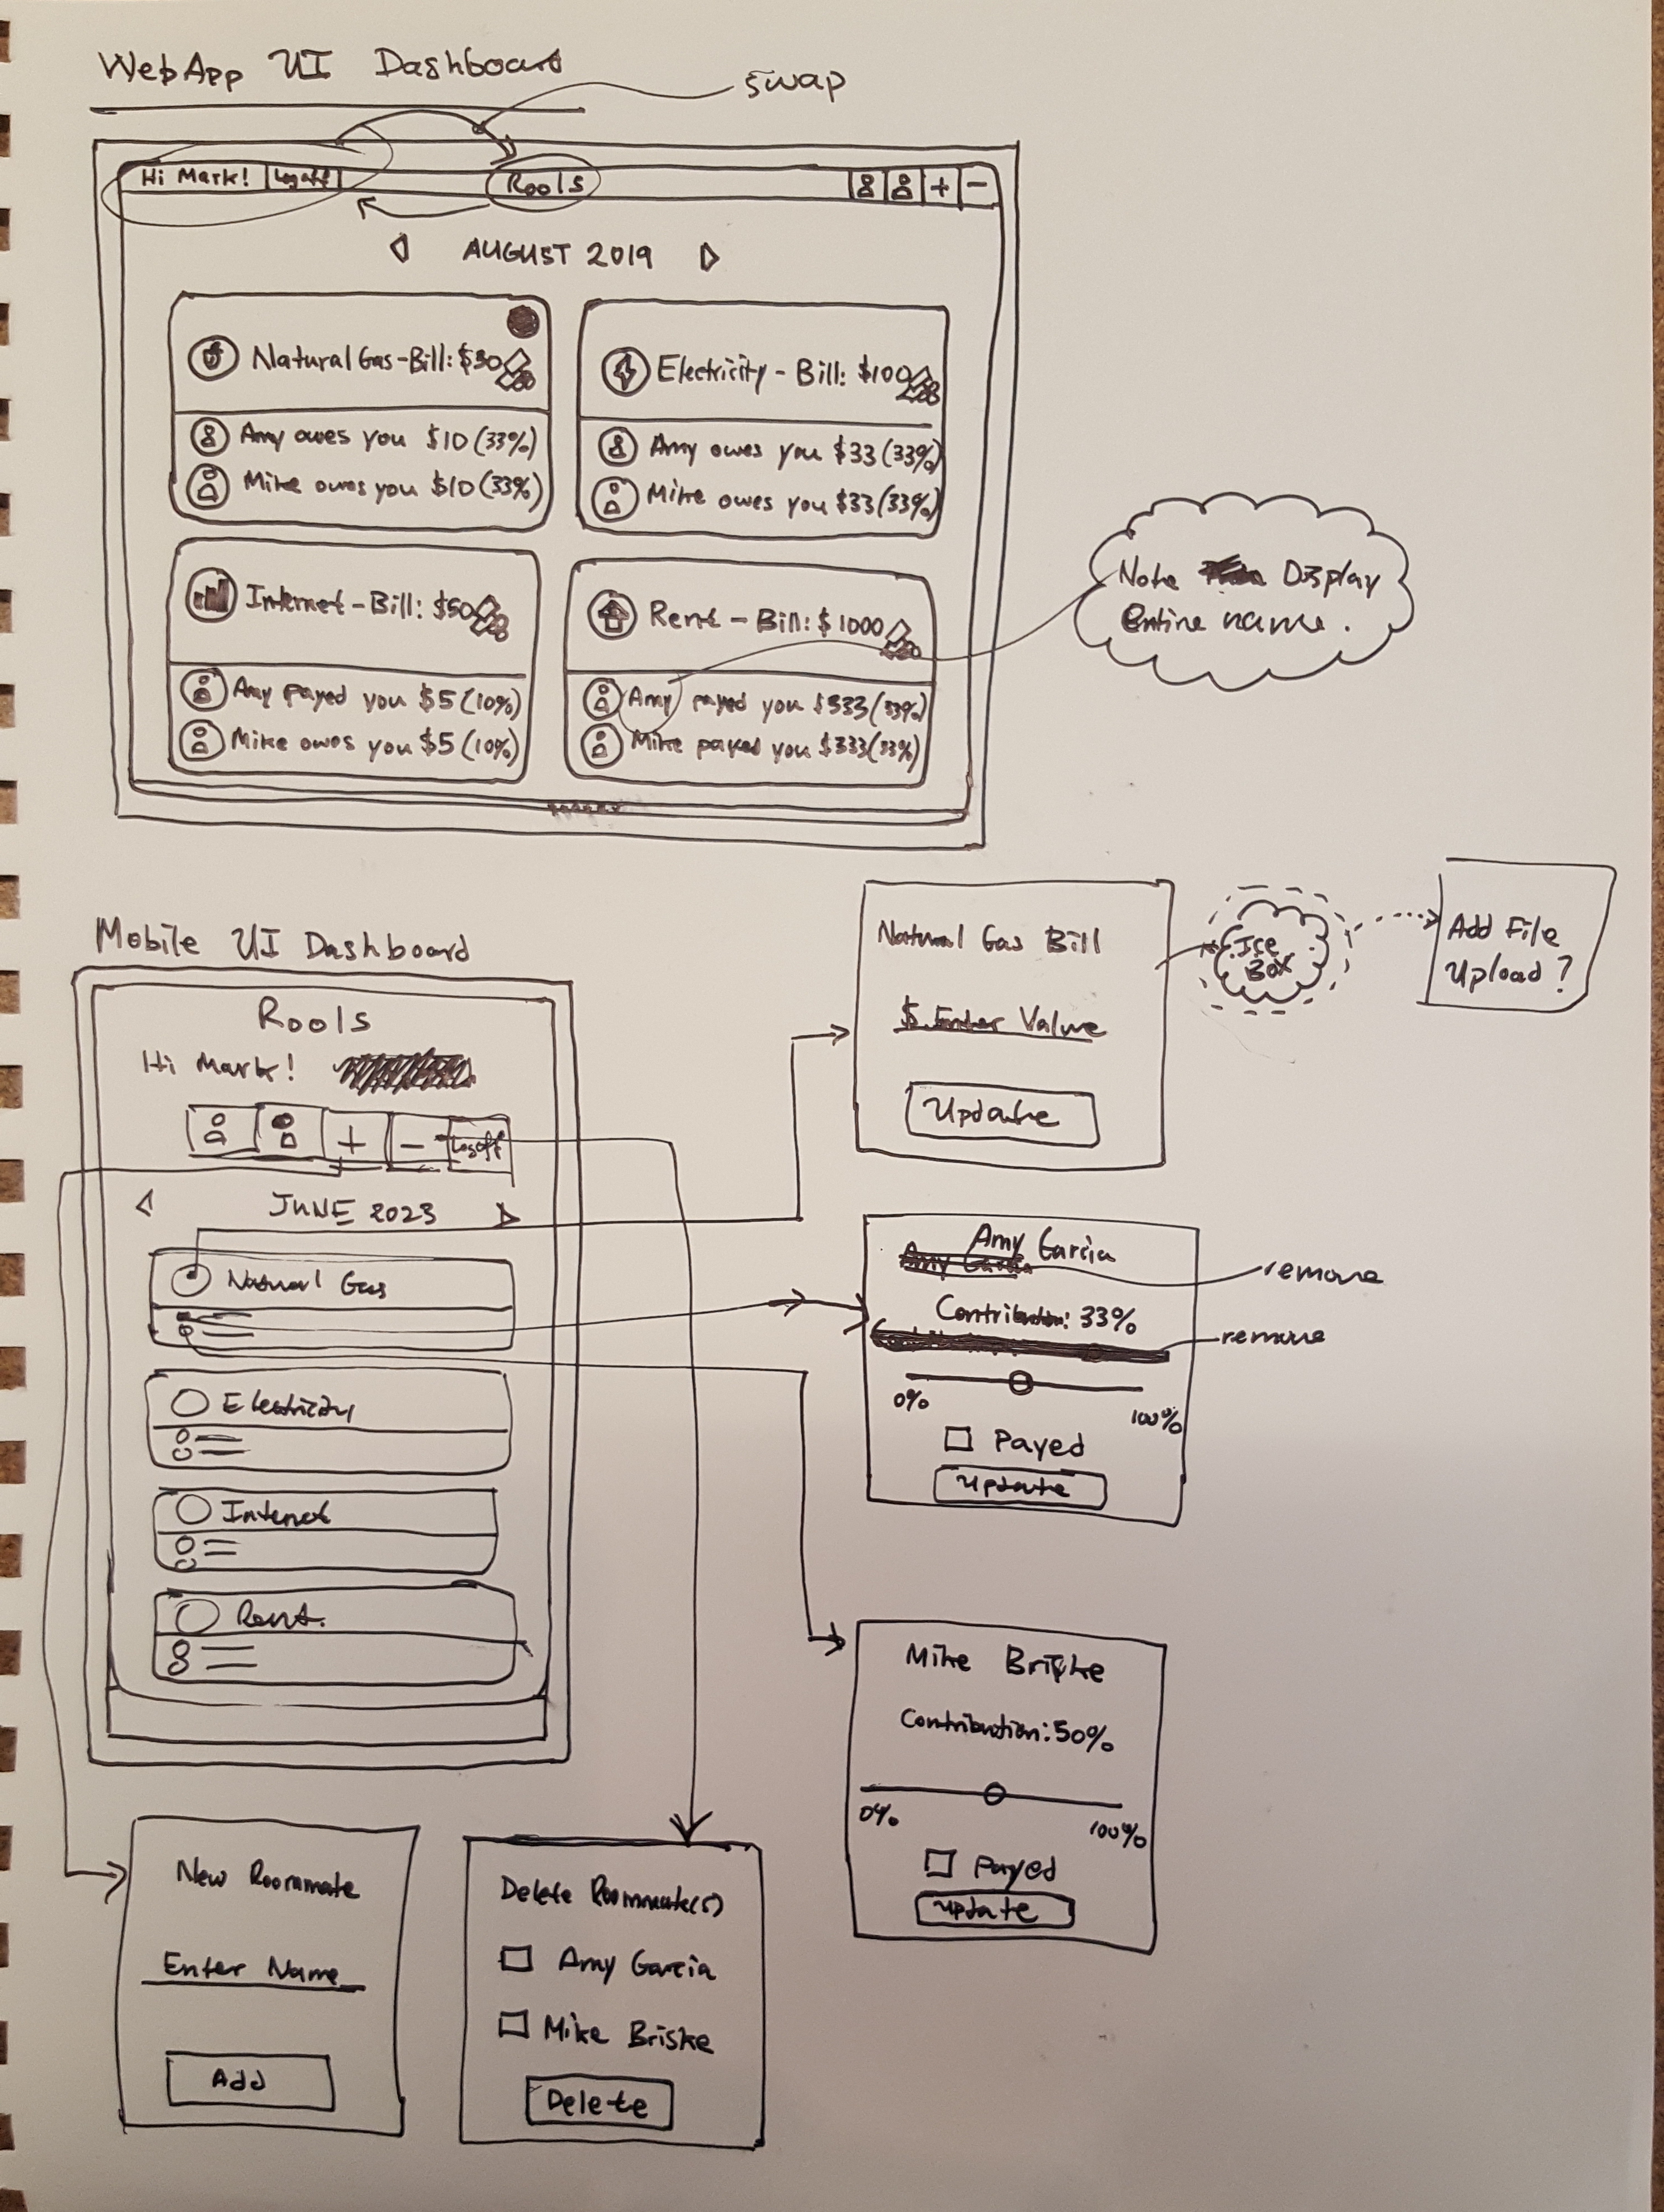 WebApp UI Dashboard
swap
Hi Mark! Logoff Rools + -
AUGUST 2019
Natural Gas - Bill: $30
Amy owes you $10 (33%)
Mike owes you $10 (33%)
Electricity - Bill: $100
Amy owes you $33 (33%)
Mike owes you $33 (33%)
Note Display
Entire name.
Internet - Bill: $50
Amy payed you $5 (10%)
Mike owes you $5 (10%)
Rent - Bill: $1000
Amy payed you $333 (33%)
Mike payed you $333 (33%)
Mobile UI Dashboard
Rools
Hi Mark!
+ - Logoff
JUNE 2023
Natural Gas
Electricity
Internet
Rent.
Natural Gas Bill
$ Enter Value
Update
Ice
Box
Add File
Upload?
Amy Garcia
Amy Garcia
remove
Contribution: 33%
remove
0%
100%
Payed
Update
Mike Briske
Contribution: 50%
0%
100%
Payed
Update
New Roommate
Enter Name
Add
Delete Roommate(s)
Amy Garcia
Mike Briske
Delete